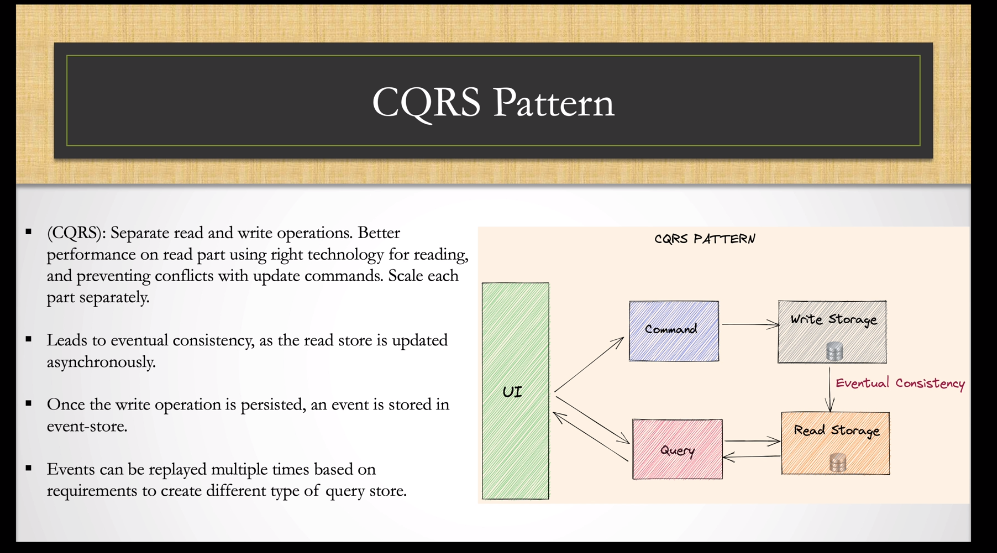 CQRS Pattern
(CQRS): Separate read and write operations. Better
performance on read part using right technology for reading,
and preventing conflicts with update commands. Scale each
part separately.
Leads to eventual consistency, as the read store is updated
asynchronously.
Once the write operation is persisted, an event is stored in
event-store.
Events can be replayed multiple times based on
requirements to create different type of query store.
CQRS PATTERN
UI
Command
Write Storage
Eventual Consistency
Query
Read Storage